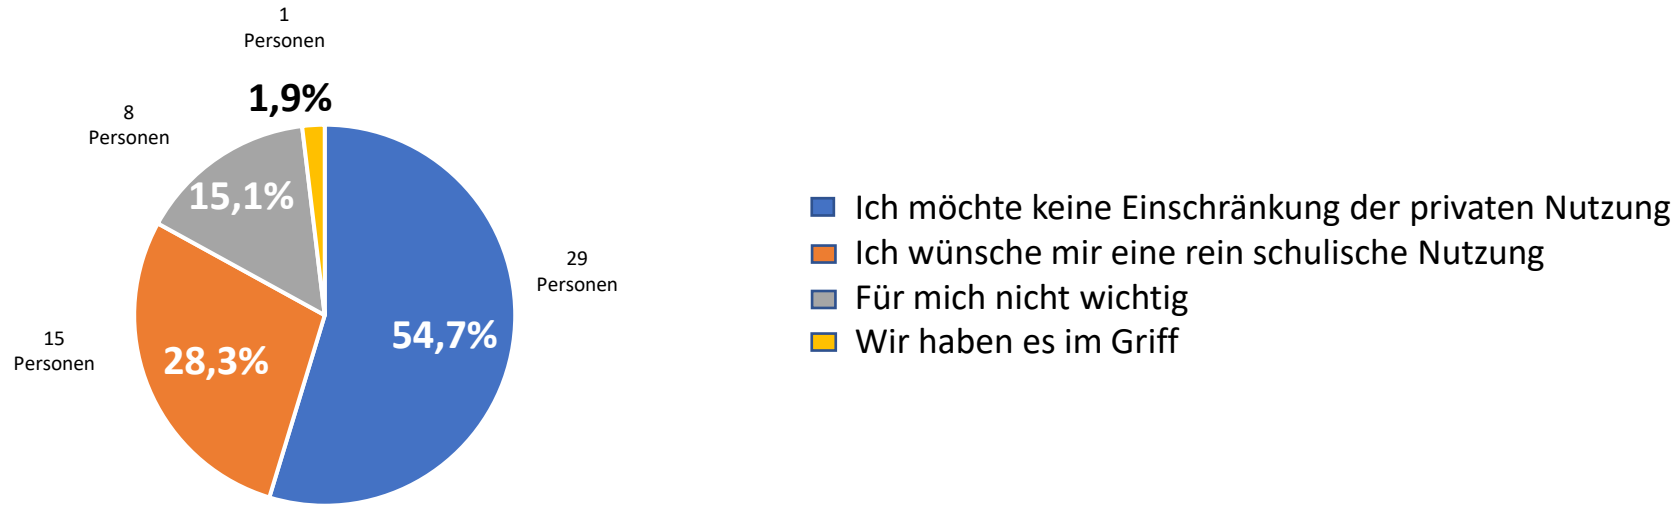 1
Personen
1,9%
8
Personen
15,1%
29
Personen
54,7%
15
Personen
28,3%
Ich möchte keine Einschränkung der privaten Nutzung
Ich wünsche mir eine rein schulische Nutzung
Für mich nicht wichtig
Wir haben es im Griff